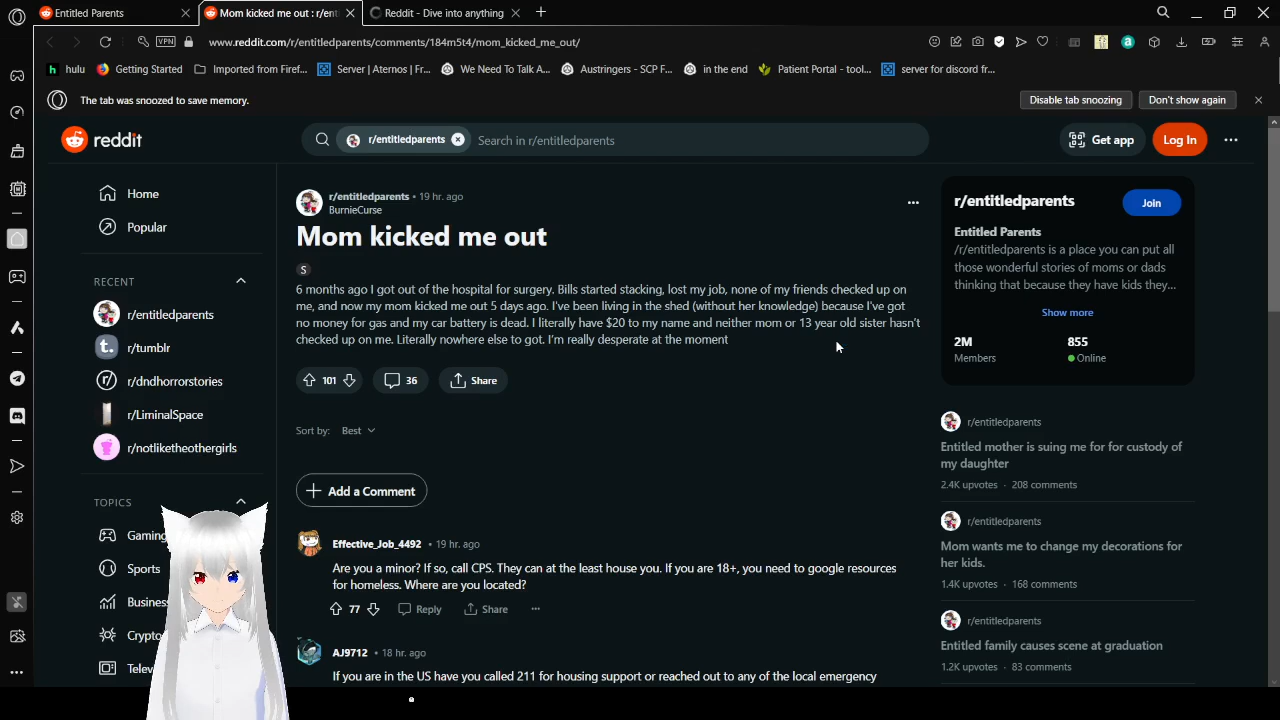 Entitled Parents
Mom kicked me out : r/ent
Reddit - Dive into anything
VPN
www.reddit.com/r/entitledparents/comments/184m5t4/mom_kicked_me_out/
hulu
Getting Started
Imported from Firef...
Server | Aternos | Fr...
We Need To Talk A...
Austringers - SCP F...
in the end
Patient Portal - tool...
server for discord fr...
The tab was snoozed to save memory.
Disable tab snoozing
Don't show again
reddit
r/entitledparents
Search in r/entitledparents
Get app
Log In
Home
Popular
RECENT
r/entitledparents
r/tumblr
r/dndhorrorstories
r/LiminalSpace
r/notliketheothergirls
TOPICS
Gaming
Sports
Business
Crypto
Telev
r/entitledparents • 19 hr. ago
BurnieCurse
Mom kicked me out
S
6 months ago I got out of the hospital for surgery. Bills started stacking, lost my job, none of my friends checked up on
me, and now my mom kicked me out 5 days ago. I've been living in the shed (without her knowledge) because I've got
no money for gas and my car battery is dead. I literally have $20 to my name and neither mom or 13 year old sister hasn't
checked up on me. Literally nowhere else to got. I'm really desperate at the moment
101
36
Share
Sort by: Best
Add a Comment
Effective_Job_4492 • 19 hr. ago
Are you a minor? If so, call CPS. They can at the least house you. If you are 18+, you need to google resources
for homeless. Where are you located?
77
Reply
Share
AJ9712 • 18 hr. ago
If you are in the US have you called 211 for housing support or reached out to any of the local emergency
r/entitledparents
Join
Entitled Parents
/r/entitledparents is a place you can put all
those wonderful stories of moms or dads
thinking that because they have kids they...
Show more
2M
Members
855
Online
r/entitledparents
Entitled mother is suing me for for custody of
my daughter
2.4K upvotes • 208 comments
r/entitledparents
Mom wants me to change my decorations for
her kids.
1.4K upvotes • 168 comments
r/entitledparents
Entitled family causes scene at graduation
1.2K upvotes • 83 comments